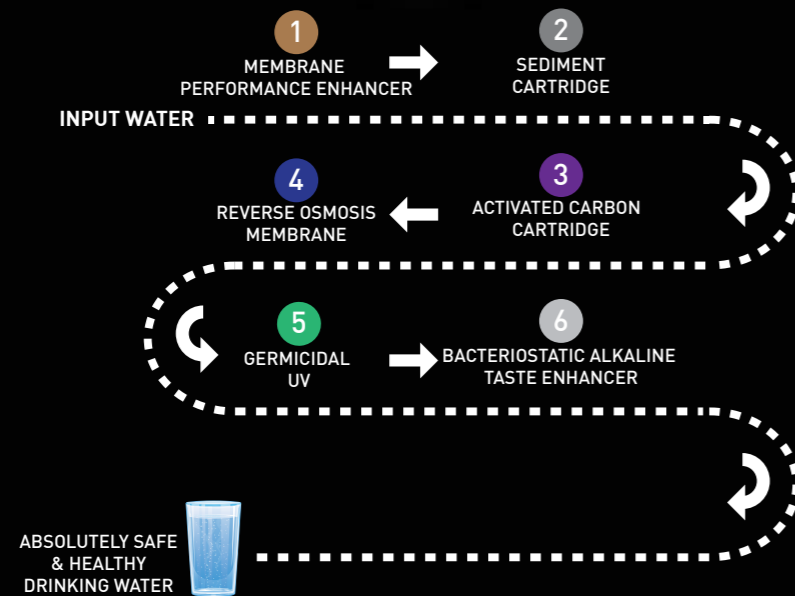 1
MEMBRANE
PERFORMANCE ENHANCER
2
SEDIMENT
CARTRIDGE
INPUT WATER
3
ACTIVATED CARBON
CARTRIDGE
4
REVERSE OSMOSIS
MEMBRANE
5
GERMICIDAL
UV
6
BACTERIOSTATIC ALKALINE
TASTE ENHANCER
ABSOLUTELY SAFE
& HEALTHY
DRINKING WATER